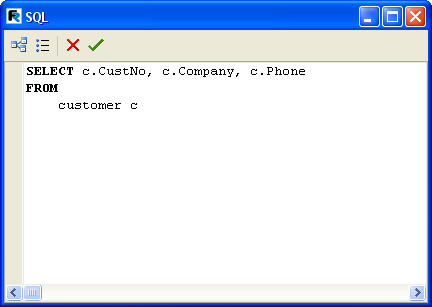 SQL
SELECT c.CustNo, c.Company, c.Phone
FROM
    customer c